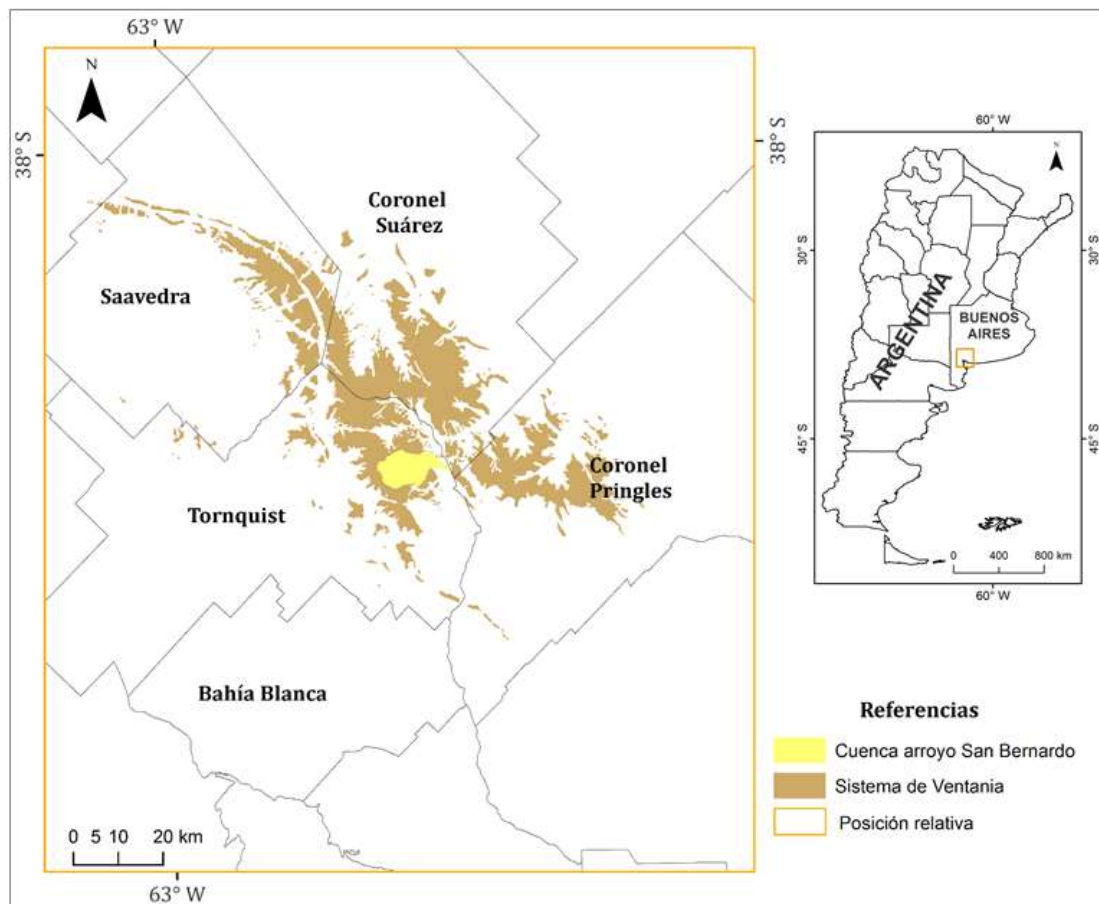 63° W
N
38° S
38° S
Coronel
Suárez
Saavedra
Coronel
Pringles
Tornquist
Bahía Blanca
0 5 10 20 km
63° W
60° W
N
30° S
30° S
ARGENTINA
BUENOS
AIRES
45° S
45° S
0 400 800 km
60° W
Referencias
Cuenca arroyo San Bernardo
Sistema de Ventania
Posición relativa